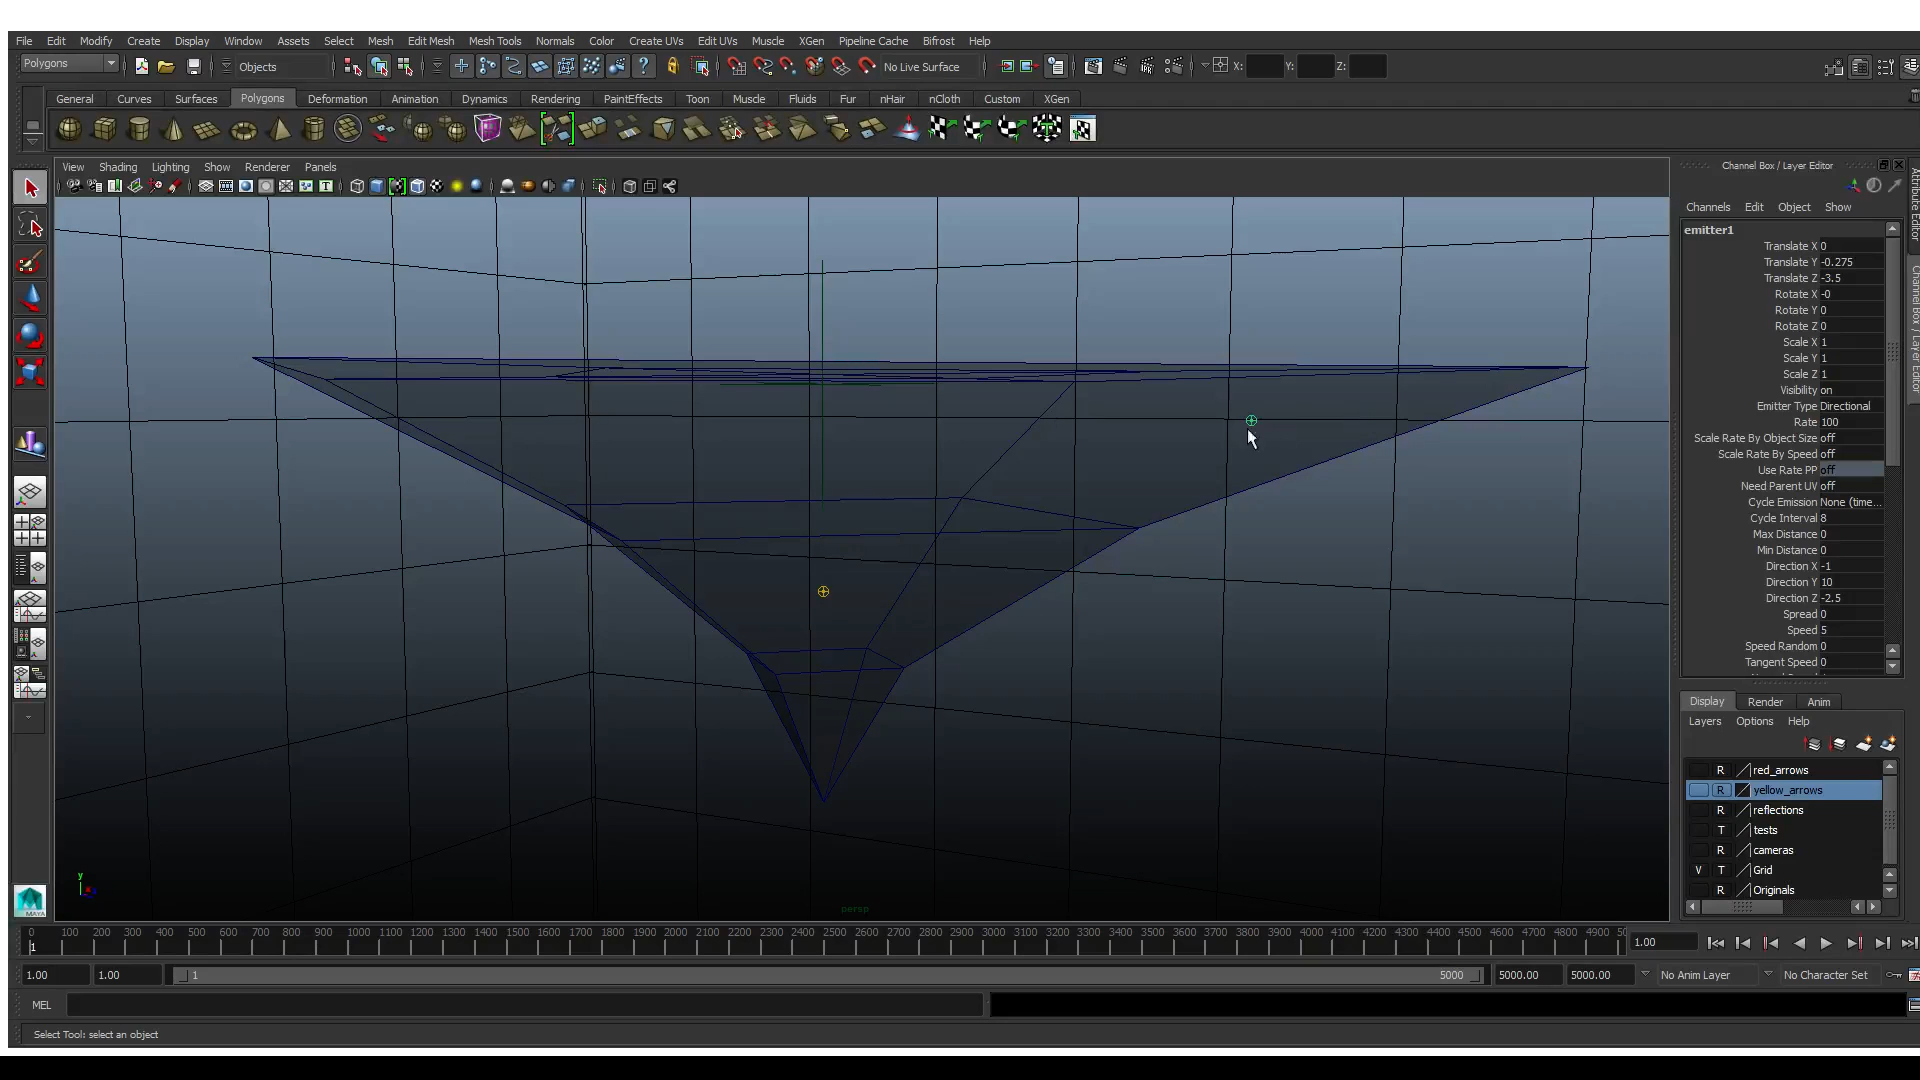 File Edit Modify Create Display Window Assets Select Mesh Edit Mesh Mesh Tools Normals Color Create UVs Edit UVs Muscle XGen Pipeline Cache Bifrost Help
Polygons Objects No Live Surface X: Y: Z:
General Curves Surfaces Polygons Deformation Animation Dynamics Rendering PaintEffects Toon Muscle Fluids Fur nHair nCloth Custom XGen
View Shading Lighting Show Renderer Panels
Channel Box / Layer Editor
Channels Edit Object Show
emitter1
Translate X 0
Translate Y -0.275
Translate Z -3.5
Rotate X -0
Rotate Y 0
Rotate Z 0
Scale X 1
Scale Y 1
Scale Z 1
Visibility on
Emitter Type Directional
Rate 100
Scale Rate By Object Size off
Scale Rate By Speed off
Use Rate PP off
Need Parent UV off
Cycle Emission None (time...
Cycle Interval 8
Max Distance 0
Min Distance 0
Direction X -1
Direction Y 10
Direction Z -2.5
Spread 0
Speed 5
Speed Random 0
Tangent Speed 0
Attribute Editor
Channel Box / Layer Editor
Display Render Anim
Layers Options Help
R red_arrows
R yellow_arrows
R reflections
T tests
R cameras
V T Grid
R Originals
y
persp
MAYA
0 100 200 300 400 500 600 700 800 900 1000 1100 1200 1300 1400 1500 1600 1700 1800 1900 2000 2100 2200 2300 2400 2500 2600 2700 2800 2900 3000 3100 3200 3300 3400 3500 3600 3700 3800 3900 4000 4100 4200 4300 4400 4500 4600 4700 4800 4900
1
1.00
1.00 1.00 1 5000 5000.00 5000.00 No Anim Layer No Character Set
MEL
Select Tool: select an object